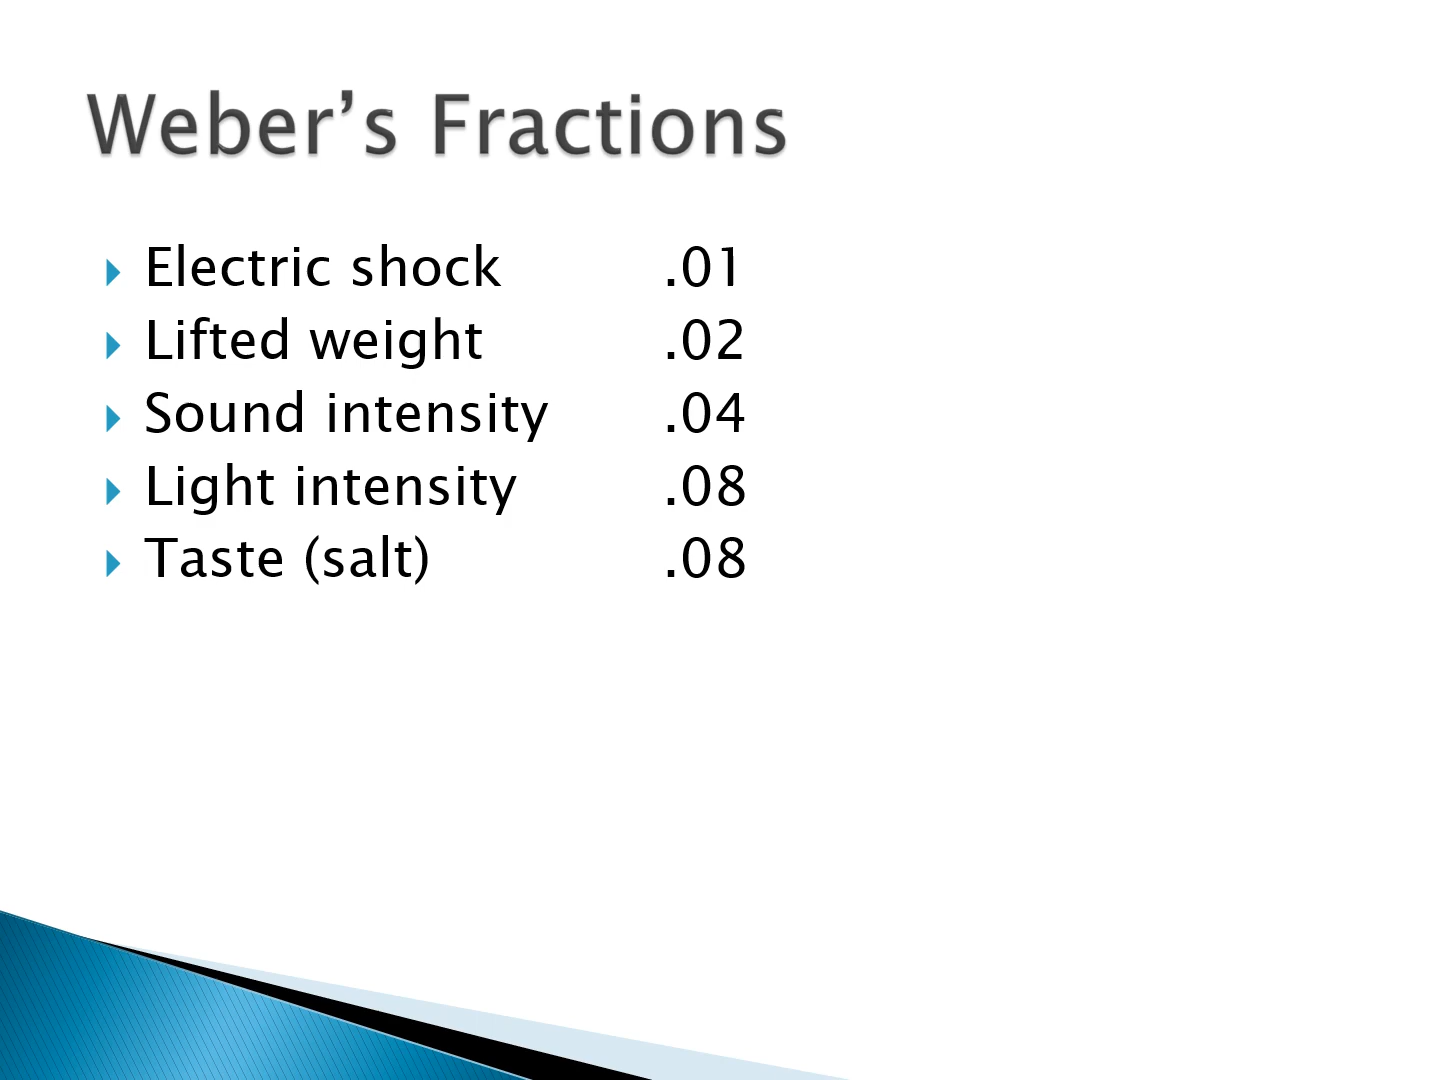 Weber’s Fractions
Electric shock .01
Lifted weight .02
Sound intensity .04
Light intensity .08
Taste (salt) .08